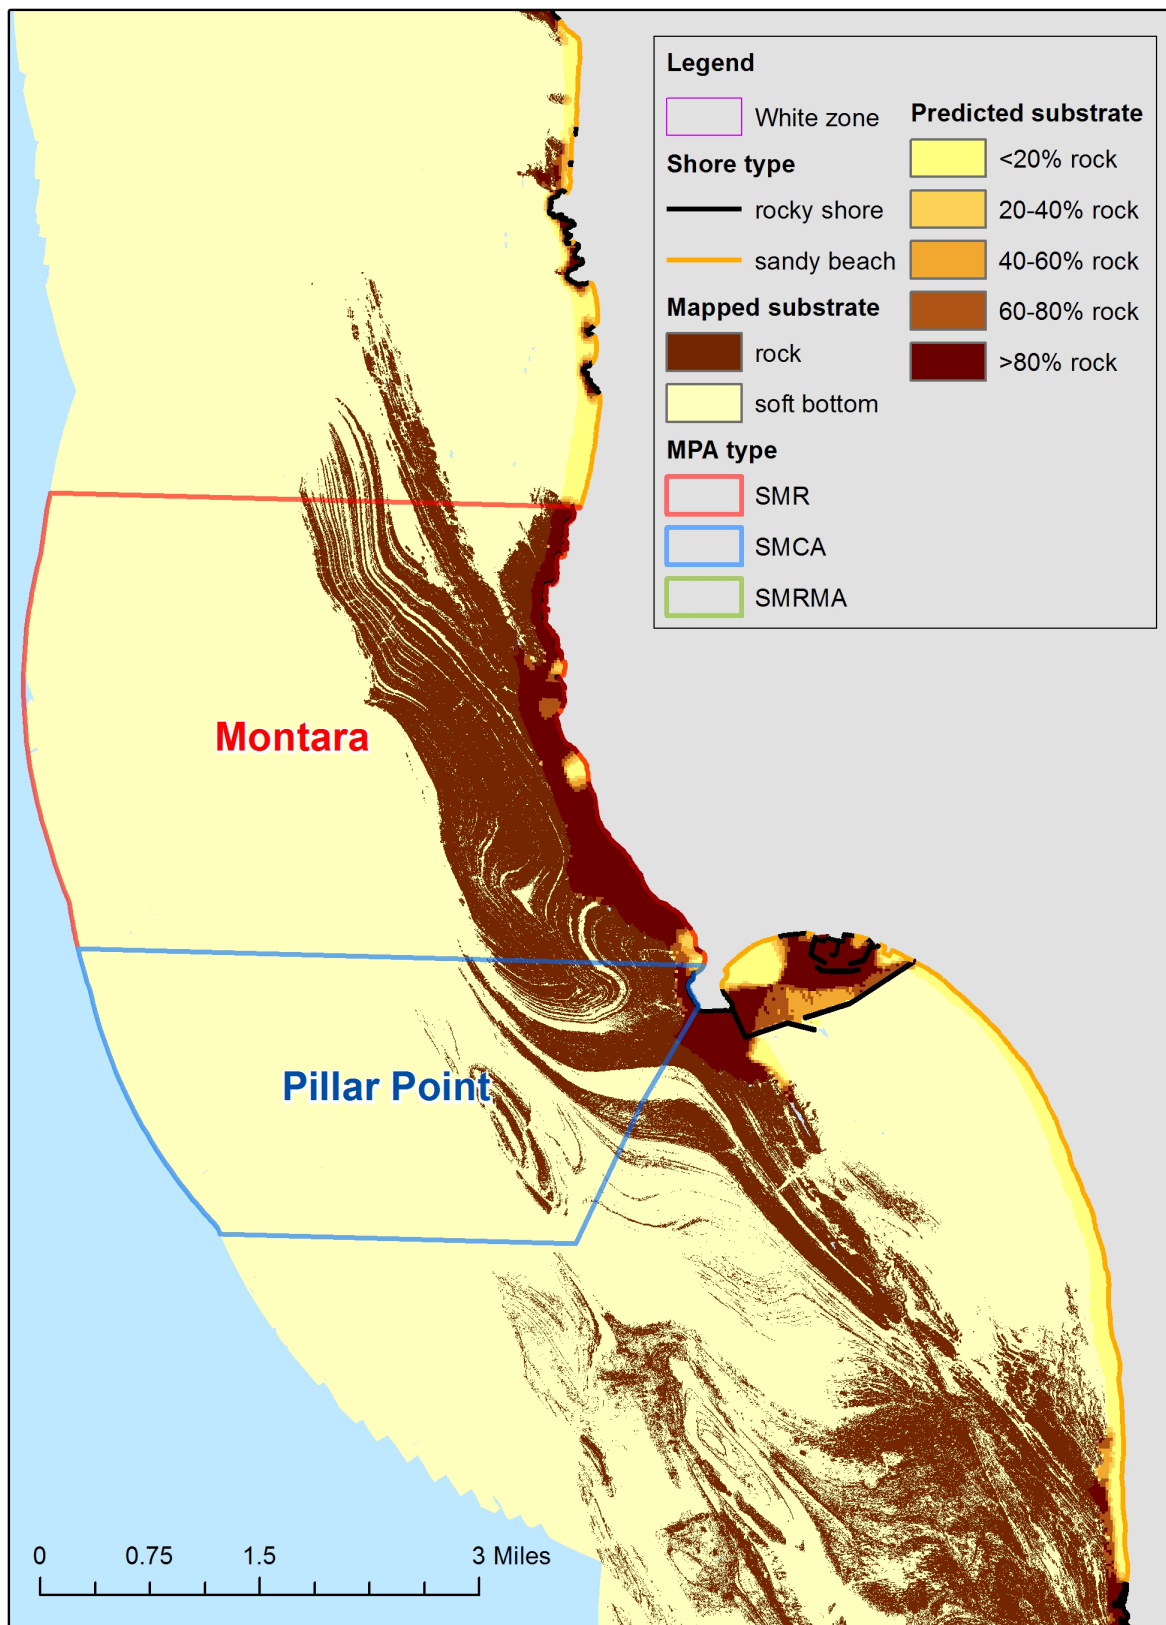 Legend
White zone
Shore type
rocky shore
sandy beach
Mapped substrate
rock
soft bottom
MPA type
SMR
SMCA
SMRMA
Predicted substrate
<20% rock
20-40% rock
40-60% rock
60-80% rock
>80% rock
Montara
Pillar Point
0 0.75 1.5 3 Miles